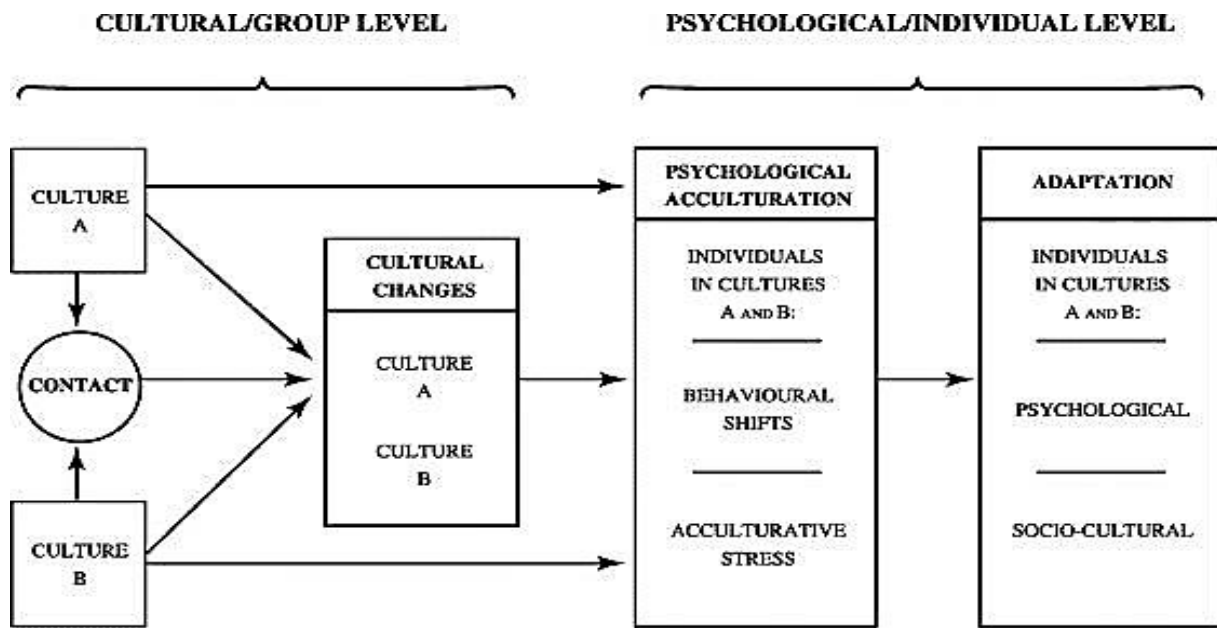 CULTURAL/GROUP LEVEL
PSYCHOLOGICAL/INDIVIDUAL LEVEL
CULTURE
A
CONTACT
CULTURE
B
CULTURAL
CHANGES
CULTURE
A
CULTURE
B
PSYCHOLOGICAL
ACCULTURATION
INDIVIDUALS
IN CULTURES
A AND B:
BEHAVIOURAL
SHIFTS
ACCULTURATIVE
STRESS
ADAPTATION
INDIVIDUALS
IN CULTURES
A AND B:
PSYCHOLOGICAL
SOCIO-CULTURAL